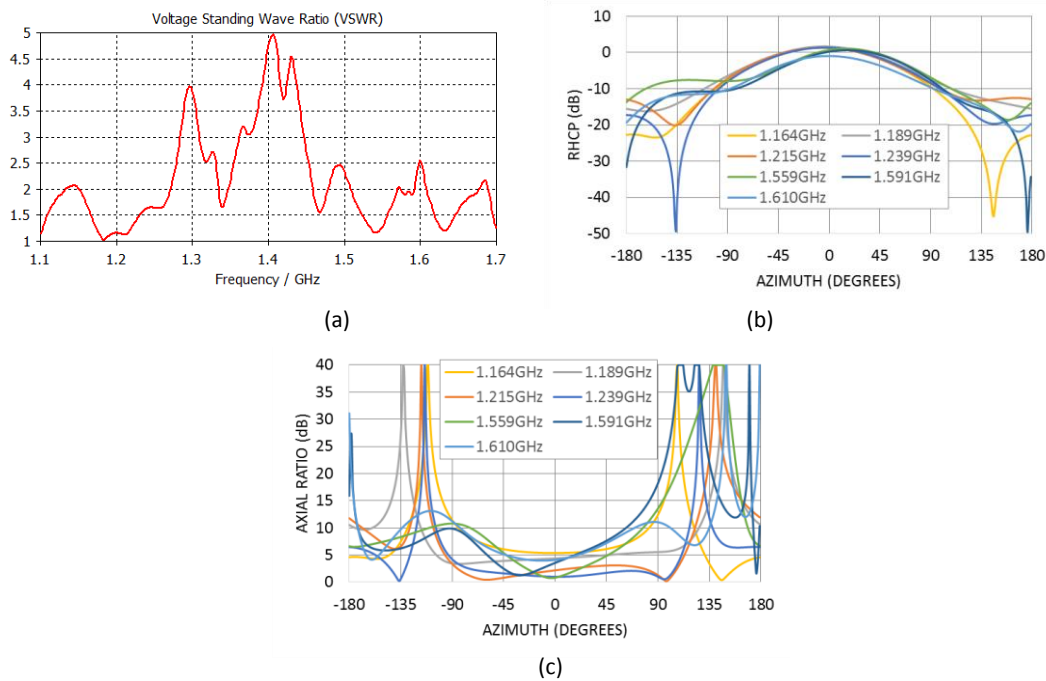 Voltage Standing Wave Ratio (VSWR)
5
4.5
4
3.5
3
2.5
2
1.5
1
1.1 1.2 1.3 1.4 1.5 1.6 1.7
Frequency / GHz
(a)
10
0
-10
-20
-30
-40
-50
RHCP (dB)
1.164GHz 1.189GHz
1.215GHz 1.239GHz
1.559GHz 1.591GHz
1.610GHz
-180 -135 -90 -45 0 45 90 135 180
AZIMUTH (DEGREES)
(b)
40
35
30
25
20
15
10
5
0
AXIAL RATIO (dB)
1.164GHz 1.189GHz
1.215GHz 1.239GHz
1.559GHz 1.591GHz
1.610GHz
-180 -135 -90 -45 0 45 90 135 180
AZIMUTH (DEGREES)
(c)